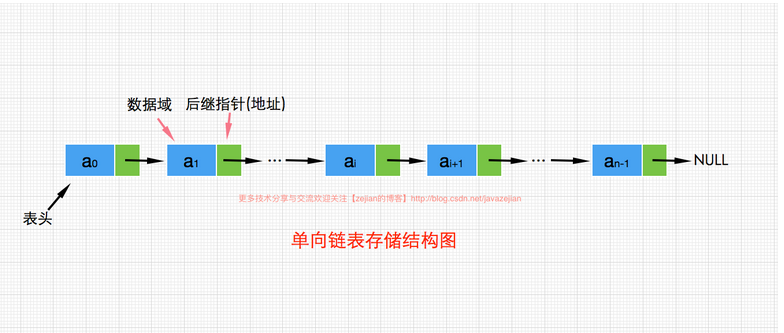 数据域 后继指针(地址)
a0 a1 ... ai ai+1 ... an-1 NULL
更多技术分享与交流欢迎关注【zejian的博客】http://blog.csdn.net/javazejian
表头
单向链表存储结构图